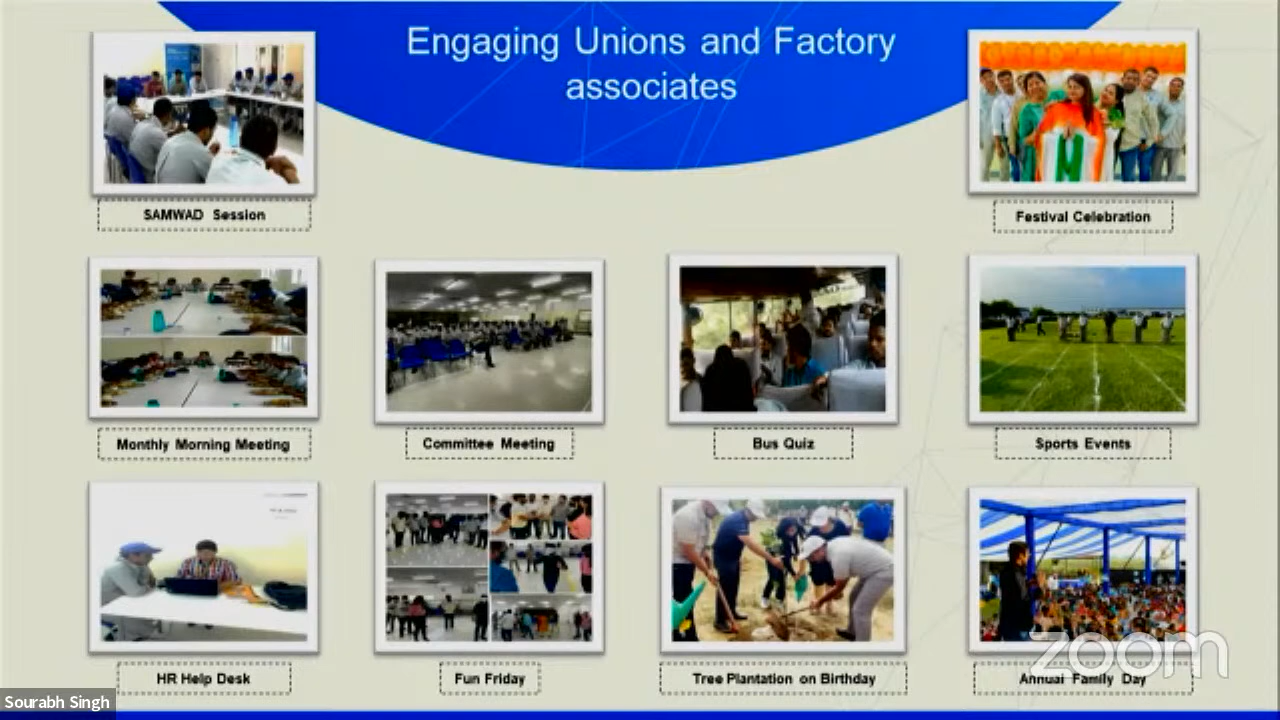 Engaging Unions and Factory
associates
SAMWAD Session
Festival Celebration
Monthly Morning Meeting
Committee Meeting
Bus Quiz
Sports Events
HR Help Desk
Fun Friday
Tree Plantation on Birthday
Annual Family Day
zoom
Sourabh Singh